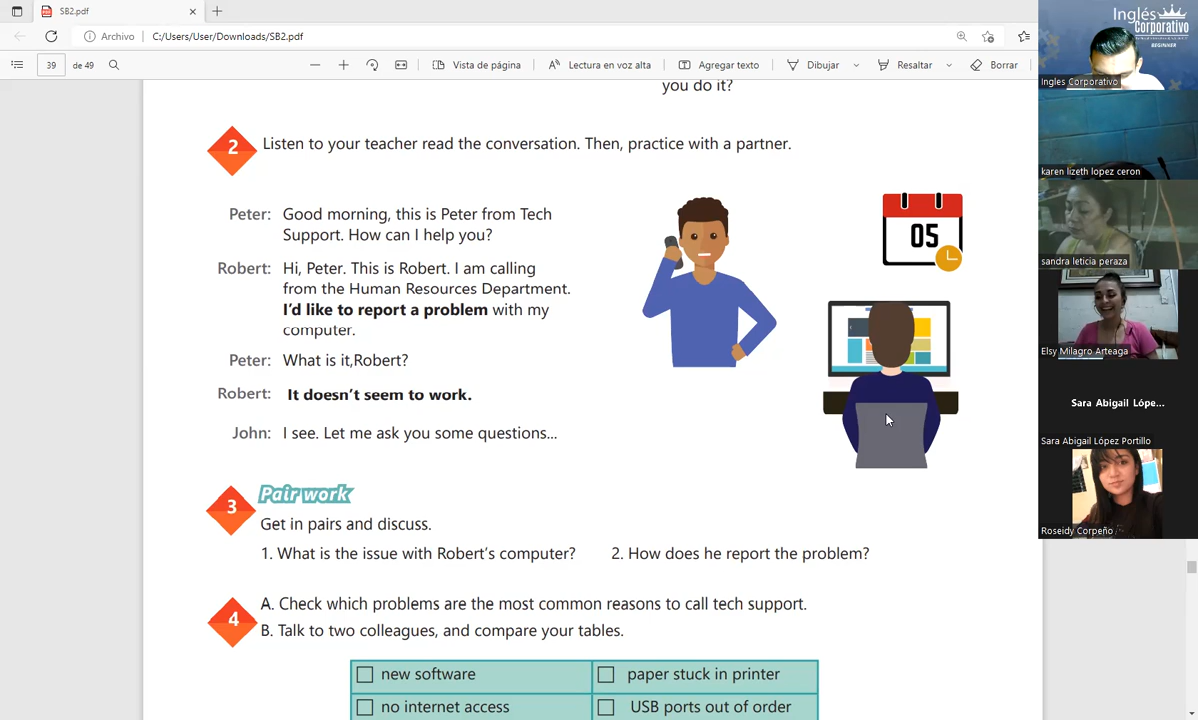 SB2.pdf
Archivo
C:/Users/User/Downloads/SB2.pdf
39
de 49
Vista de página
Lectura en voz alta
Agregar texto
Dibujar
Resaltar
Borrar
you do it?
2
Listen to your teacher read the conversation. Then, practice with a partner.
Peter: Good morning, this is Peter from Tech
Support. How can I help you?
Robert: Hi, Peter. This is Robert. I am calling
from the Human Resources Department.
I'd like to report a problem with my
computer.
Peter: What is it,Robert?
Robert: It doesn't seem to work.
John: I see. Let me ask you some questions...
05
3
Pair work
Get in pairs and discuss.
1. What is the issue with Robert's computer?
2. How does he report the problem?
4
A. Check which problems are the most common reasons to call tech support.
B. Talk to two colleagues, and compare your tables.
new software
paper stuck in printer
no internet access
USB ports out of order
Inglés
Corporativo
BEGINNER
Ingles Corporativo
karen lizeth lopez ceron
sandra leticia peraza
Elsy Milagro Arteaga
Sara Abigail Lópe...
Sara Abigail López Portillo
Roseidy Corpeño